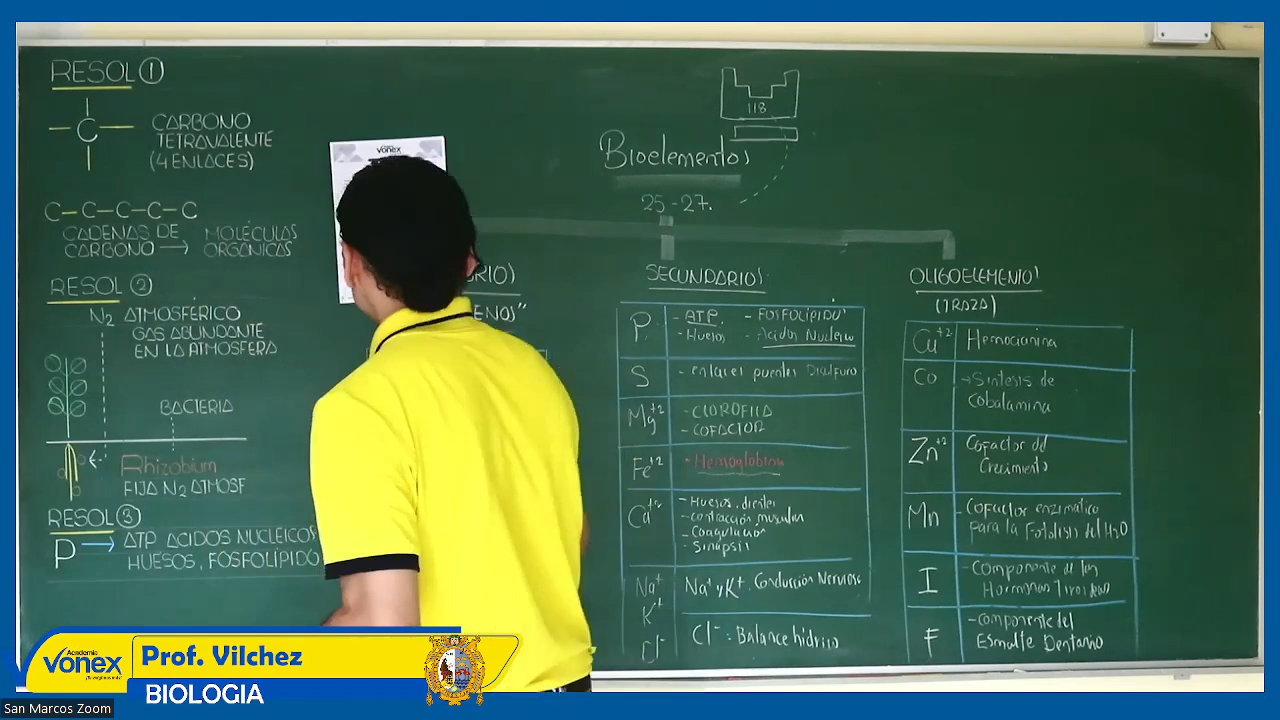 RESOL 1
C
CARBONO
TETRAVALENTE
(4 ENLACES)
C-C-C-C-C
CADENAS DE
CARBONO → MOLÉCULAS
ORGÁNICAS
RESOL 2
N2 ATMOSFÉRICO
GAS ABUNDANTE
EN LA ATMOSFERA
BACTERIA
Rhizobium
FIJA N2 ATMOSF
RESOL 3
P → ATP ACIDOS NUCLÉICOS
HUESOS, FOSFOLÍPIDO
vonex
118
Bioelementos
25-27.
SECUNDARIOS
P
- ATP. - FOSFOLÍPIDOS
- Huesos - Acidos Nucleicos
S
- enlaces puentes Disulfuro
Mg+2
- CLOROFILA
- COFACTOR
Fe+2
- Hemoglobina
Ca+2
- Huesos, dientes
- contracción muscular
- Coagulación
- Sinapsis
Na+
K+
Na+ y K+. Conducción Nerviosa
Cl-
Cl- : Balance hídrico
OLIGOELEMENTOS
(TRAZA)
Cu+2
Hemocianina
Co
→ Sintesis de
Cobalamina
Zn+2
Cofactor del
Crecimiento
Mn
- Cofactor enzimatico
para la Fotolisis del H2O
I
- Componente de las
Hormonas Tiroideas
F
- Componente del
Esmalte Dentario
Academia
vonex
Prof. Vilchez
BIOLOGIA
San Marcos Zoom